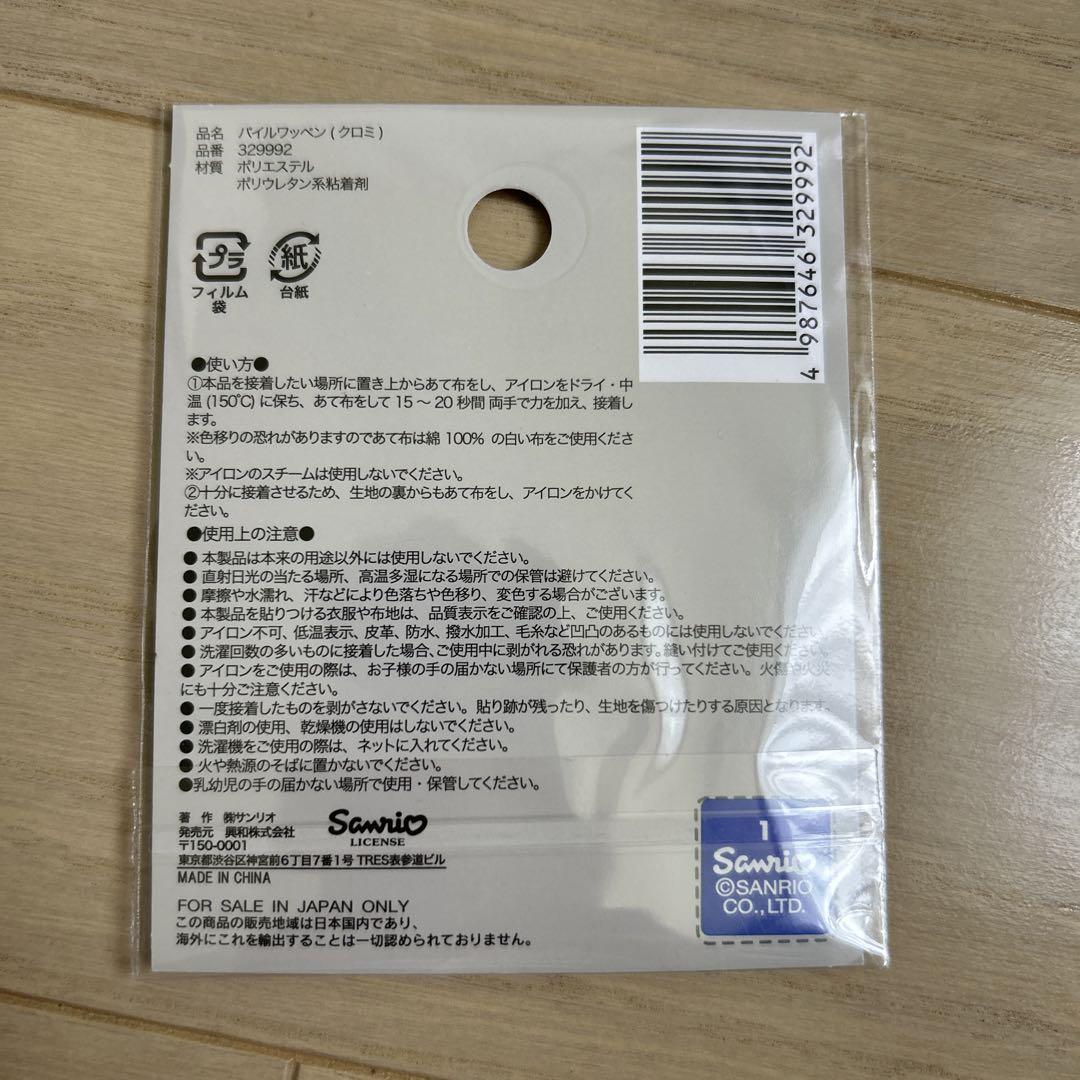 品名 パイルワッペン(クロミ)
品番 329992
材質 ポリエステル
ポリウレタン系粘着剤
プラ
フィルム
袋
紙
台紙
4 987646 329992
●使い方●
①本品を接着したい場所に置き上からあて布をし、アイロンをドライ・中
温(150℃)に保ち、あて布をして15～20秒間 両手で力を加え、接着し
ます。
※色移りの恐れがありますのであて布は綿100% の白い布をご使用くださ
い。
※アイロンのスチームは使用しないでください。
②十分に接着させるため、生地の裏からもあて布をし、アイロンをかけてく
ださい。
●使用上の注意●
● 本製品は本来の用途以外には使用しないでください。
● 直射日光の当たる場所、高温多湿になる場所での保管は避けてください。
● 摩擦や水濡れ、汗などにより色落ちや色移り、変色する場合がございます。
● 本製品を貼りつける衣服や布地は、品質表示をご確認の上、ご使用ください。
● アイロン不可、低温表示、皮革、防水、撥水加工、毛糸など凹凸のあるものには使用しないでください。
● 洗濯回数の多いものに接着した場合、ご使用中に剥がれる恐れがあります。縫い付けてご使用ください。
● アイロンをご使用の際は、お子様の手の届かない場所にて保護者の方が行ってください。火傷や火災
にも十分ご注意ください。
● 一度接着したものを剥がさないでください。貼り跡が残ったり、生地を傷つけたりする原因となります。
● 漂白剤の使用、乾燥機の使用はしないでください。
● 洗濯機をご使用の際は、ネットに入れてください。
● 火や熱源のそばに置かないでください。
●乳幼児の手の届かない場所で使用・保管してください。
著 作 ㈱サンリオ
発売元 興和株式会社
〒150-0001
東京都渋谷区神宮前6丁目7番1号 TRES表参道ビル
MADE IN CHINA
Sanrio
LICENSE
FOR SALE IN JAPAN ONLY
この商品の販売地域は日本国内であり、
海外にこれを輸出することは一切認められておりません。
1
Sanrio
©SANRIO
CO.,LTD.